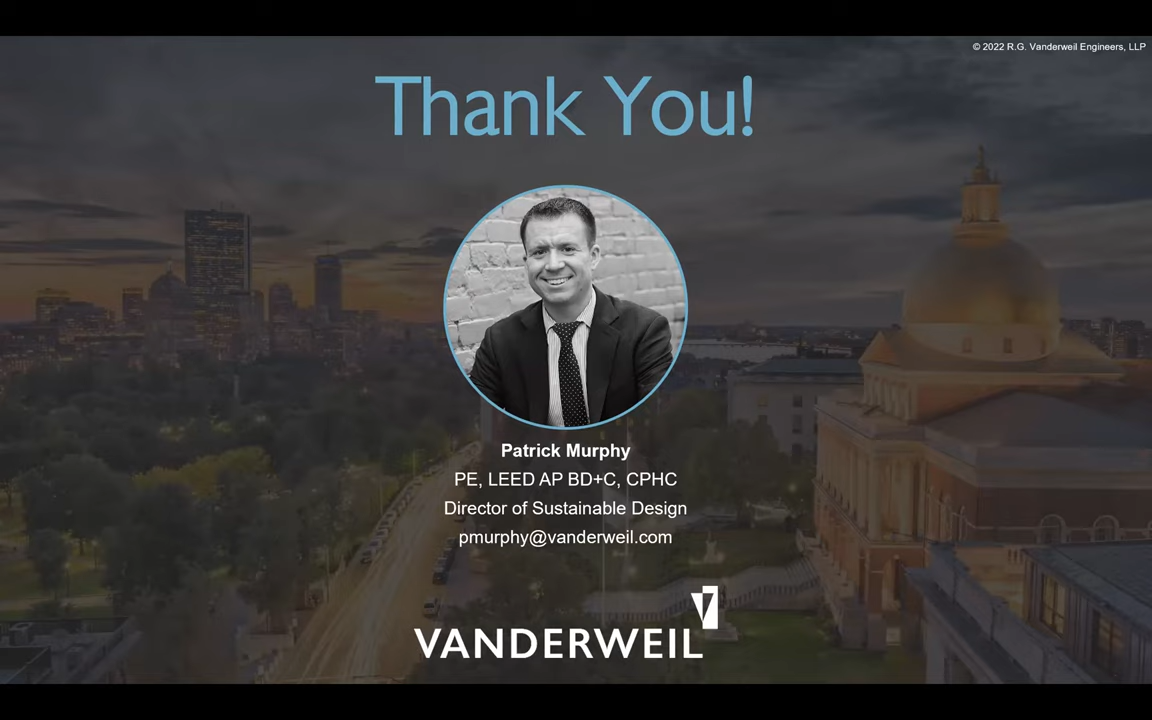 © 2022 R.G. Vanderweil Engineers, LLP
Thank You!
Patrick Murphy
PE, LEED AP BD+C, CPHC
Director of Sustainable Design
pmurphy@vanderweil.com
VANDERWEIL